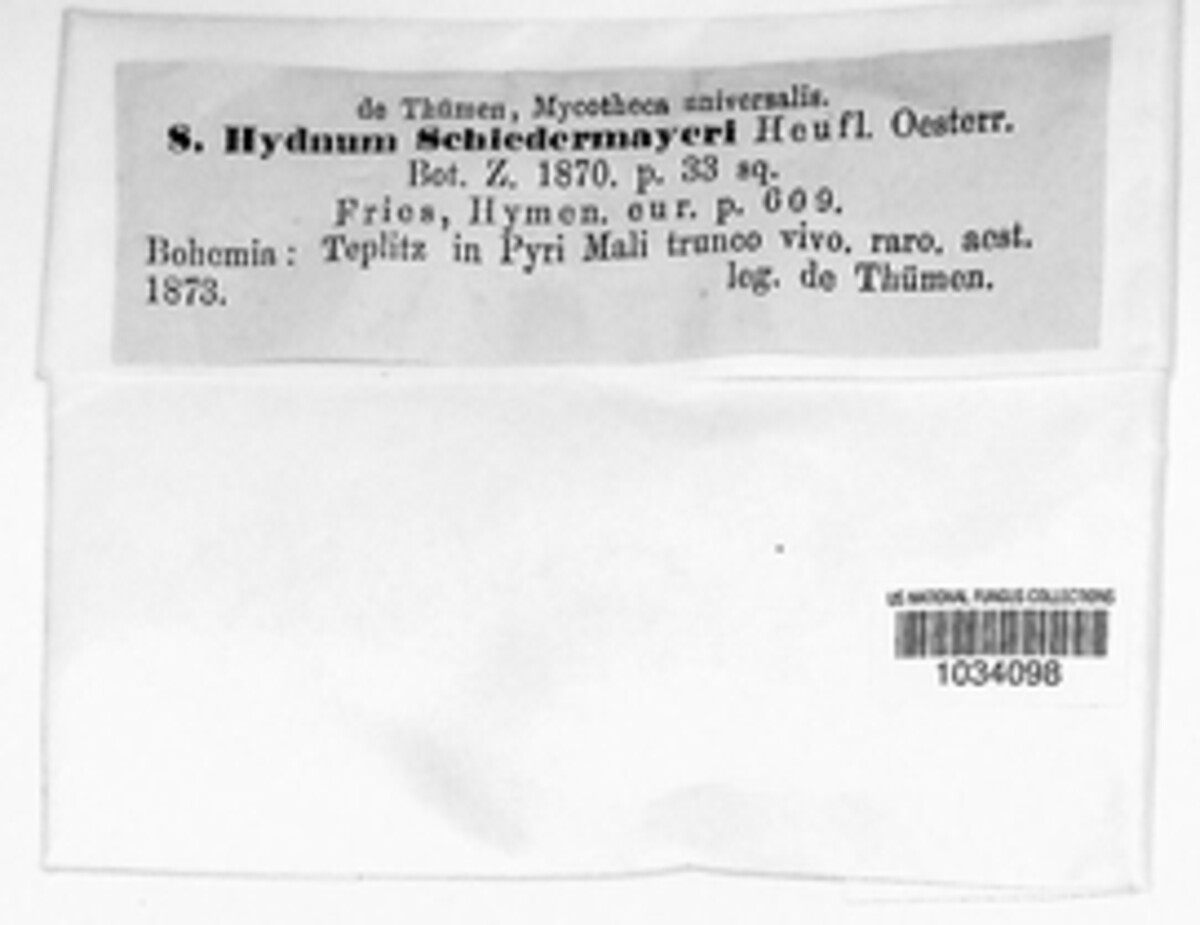 de Thümen, Mycotheca universalis.
8. Hydnum Schiedermayeri Heufl. Oesterr.
Bot. Z. 1870. p. 33 sq.
Fries, Hymen. eur. p. 609.
Bohemia: Teplitz in Pyri Mali trunco vivo, raro, aest.
1873. leg. de Thümen.
US NATIONAL FUNGUS COLLECTIONS
1034098